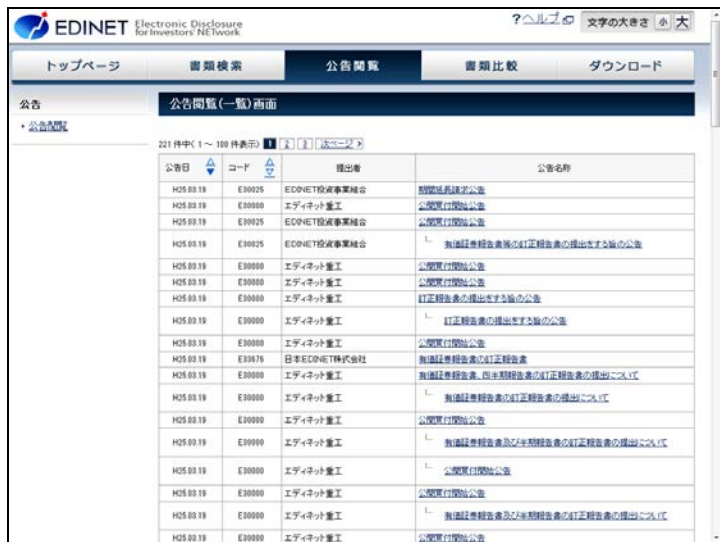 EDINET Electronic Disclosure for Investors' NETwork
?ヘルプ 文字の大きさ 小 大
トップページ 書類検索 公告閲覧 書類比較 ダウンロード
公告
・公告閲覧
公告閲覧(一覧)画面
221件中( 1 ~ 100 件表示) 1 2 3 次ページ
公告日 コード 提出者 公告名称
H25.03.19 E30025 EDINET投資事業組合 期間延長請求公告
H25.03.19 E30000 エディネット重工 公開買付開始公告
H25.03.19 E30025 EDINET投資事業組合 公開買付開始公告
H25.03.19 E30025 EDINET投資事業組合 有価証券報告書等の訂正報告書の提出をする旨の公告
H25.03.19 E30000 エディネット重工 公開買付開始公告
H25.03.19 E30000 エディネット重工 公開買付開始公告
H25.03.19 E30000 エディネット重工 訂正報告書の提出をする旨の公告
H25.03.19 E30000 エディネット重工 訂正報告書の提出をする旨の公告
H25.03.19 E30000 エディネット重工 公開買付開始公告
H25.03.19 E33676 日本EDINET株式会社 有価証券報告書の訂正報告書
H25.03.19 E30000 エディネット重工 有価証券報告書、四半期報告書の訂正報告書の提出について
H25.03.19 E30000 エディネット重工 有価証券報告書の訂正報告書の提出について
H25.03.19 E30000 エディネット重工 公開買付開始公告
H25.03.19 E30000 エディネット重工 有価証券報告書及び半期報告書の訂正報告書の提出について
H25.03.19 E30000 エディネット重工 公開買付開始公告
H25.03.19 E30000 エディネット重工 公開買付開始公告
H25.03.19 E30000 エディネット重工 有価証券報告書及び半期報告書の訂正報告書の提出について
H25.03.19 E30000 エディネット重工 公開買付開始公告